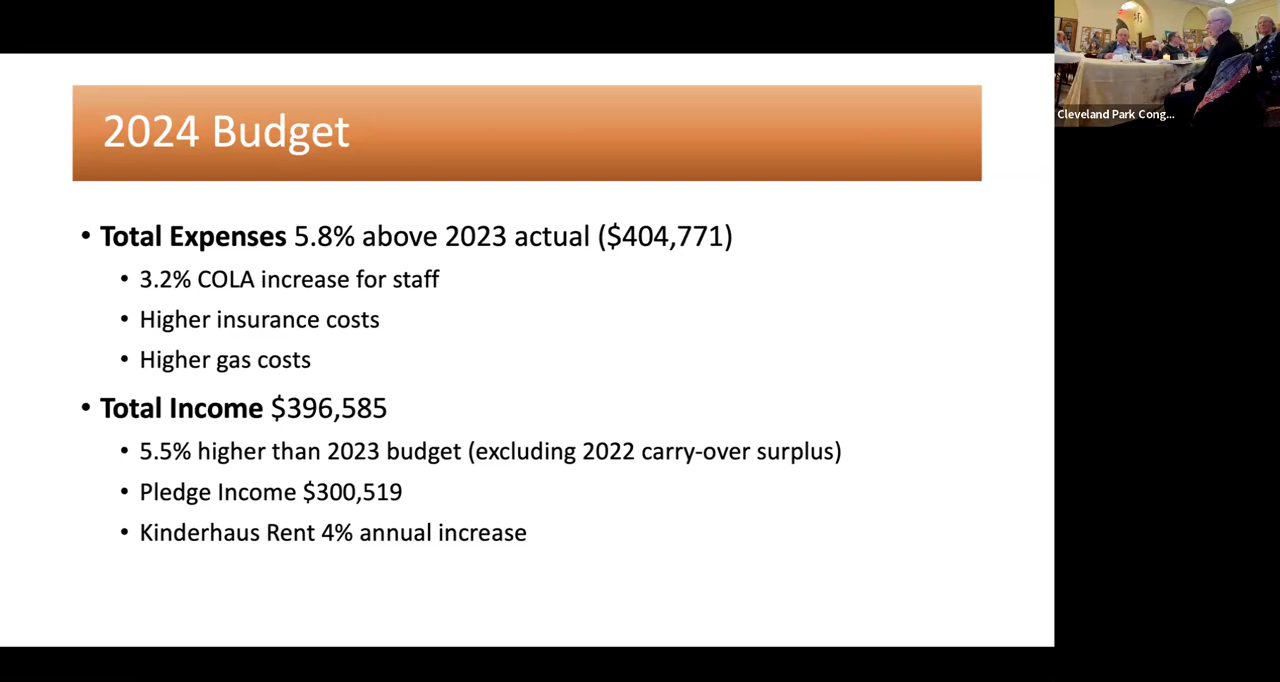 2024 Budget
• Total Expenses 5.8% above 2023 actual ($404,771)
• 3.2% COLA increase for staff
• Higher insurance costs
• Higher gas costs
• Total Income $396,585
• 5.5% higher than 2023 budget (excluding 2022 carry-over surplus)
• Pledge Income $300,519
• Kinderhaus Rent 4% annual increase
Cleveland Park Cong...